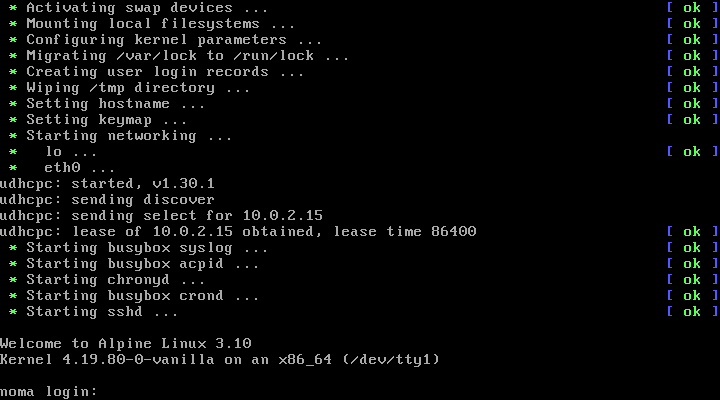 * Activating swap devices ... [ ok ]
* Mounting local filesystems ... [ ok ]
* Configuring kernel parameters ... [ ok ]
* Migrating /var/lock to /run/lock ... [ ok ]
* Creating user login records ... [ ok ]
* Wiping /tmp directory ... [ ok ]
* Setting hostname ... [ ok ]
* Setting keymap ... [ ok ]
* Starting networking ...
*   lo ... [ ok ]
*   eth0 ...
udhcpc: started, v1.30.1
udhcpc: sending discover
udhcpc: sending select for 10.0.2.15
udhcpc: lease of 10.0.2.15 obtained, lease time 86400 [ ok ]
* Starting busybox syslog ... [ ok ]
* Starting busybox acpid ... [ ok ]
* Starting chronyd ... [ ok ]
* Starting busybox crond ... [ ok ]
* Starting sshd ... [ ok ]
Welcome to Alpine Linux 3.10
Kernel 4.19.80-0-vanilla on an x86_64 (/dev/tty1)
noma login: